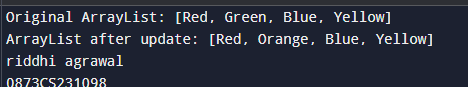 Original ArrayList: [Red, Green, Blue, Yellow]
ArrayList after update: [Red, Orange, Blue, Yellow]
riddhi agrawal
0873CS231098